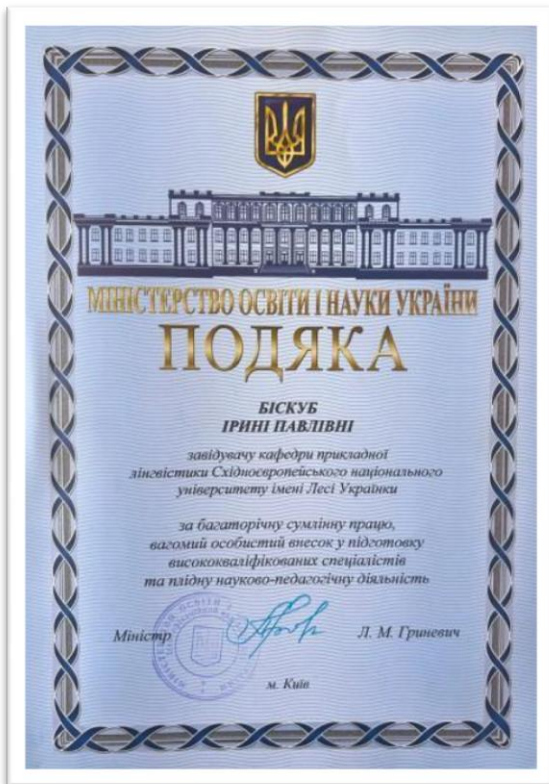 МІНІСТЕРСТВО ОСВІТИ І НАУКИ УКРАЇНИ
ПОДЯКА
БІСКУБ
ІРИНІ ПАВЛІВНІ
завідувачу кафедри прикладної
лінгвістики Східноєвропейського національного
університету імені Лесі Українки
за багаторічну сумлінну працю,
вагомий особистий внесок у підготовку
висококваліфікованих спеціалістів
та плідну науково-педагогічну діяльність
Міністр Л. М. Гриневич
м. Київ